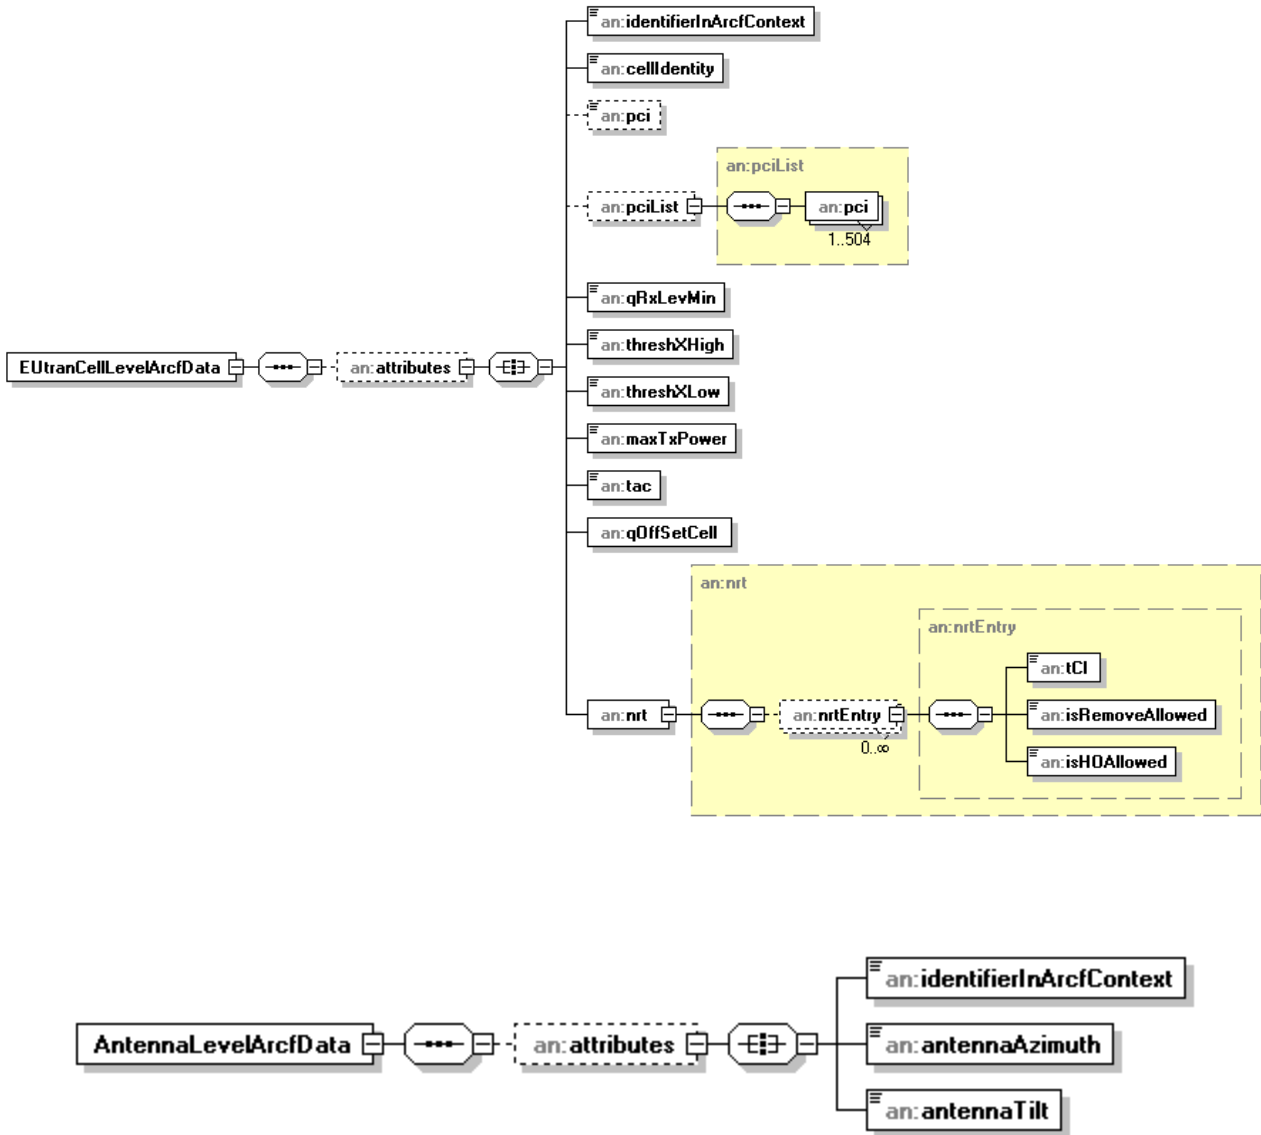 an:identifierInArcfContext
an:cellIdentity
an:pci
an:pciList
an:pciList
an:pci
1..504
an:qRxLevMin
an:threshXHigh
EUtranCellLevelArcfData
an:attributes
an:threshXLow
an:maxTxPower
an:tac
an:qOffSetCell
an:nrt
an:nrtEntry
an:tCI
an:nrt
an:nrtEntry
0..∞
an:isRemoveAllowed
an:isHOAllowed
an:identifierInArcfContext
AntennaLevelArcfData
an:attributes
an:antennaAzimuth
an:antennaTilt